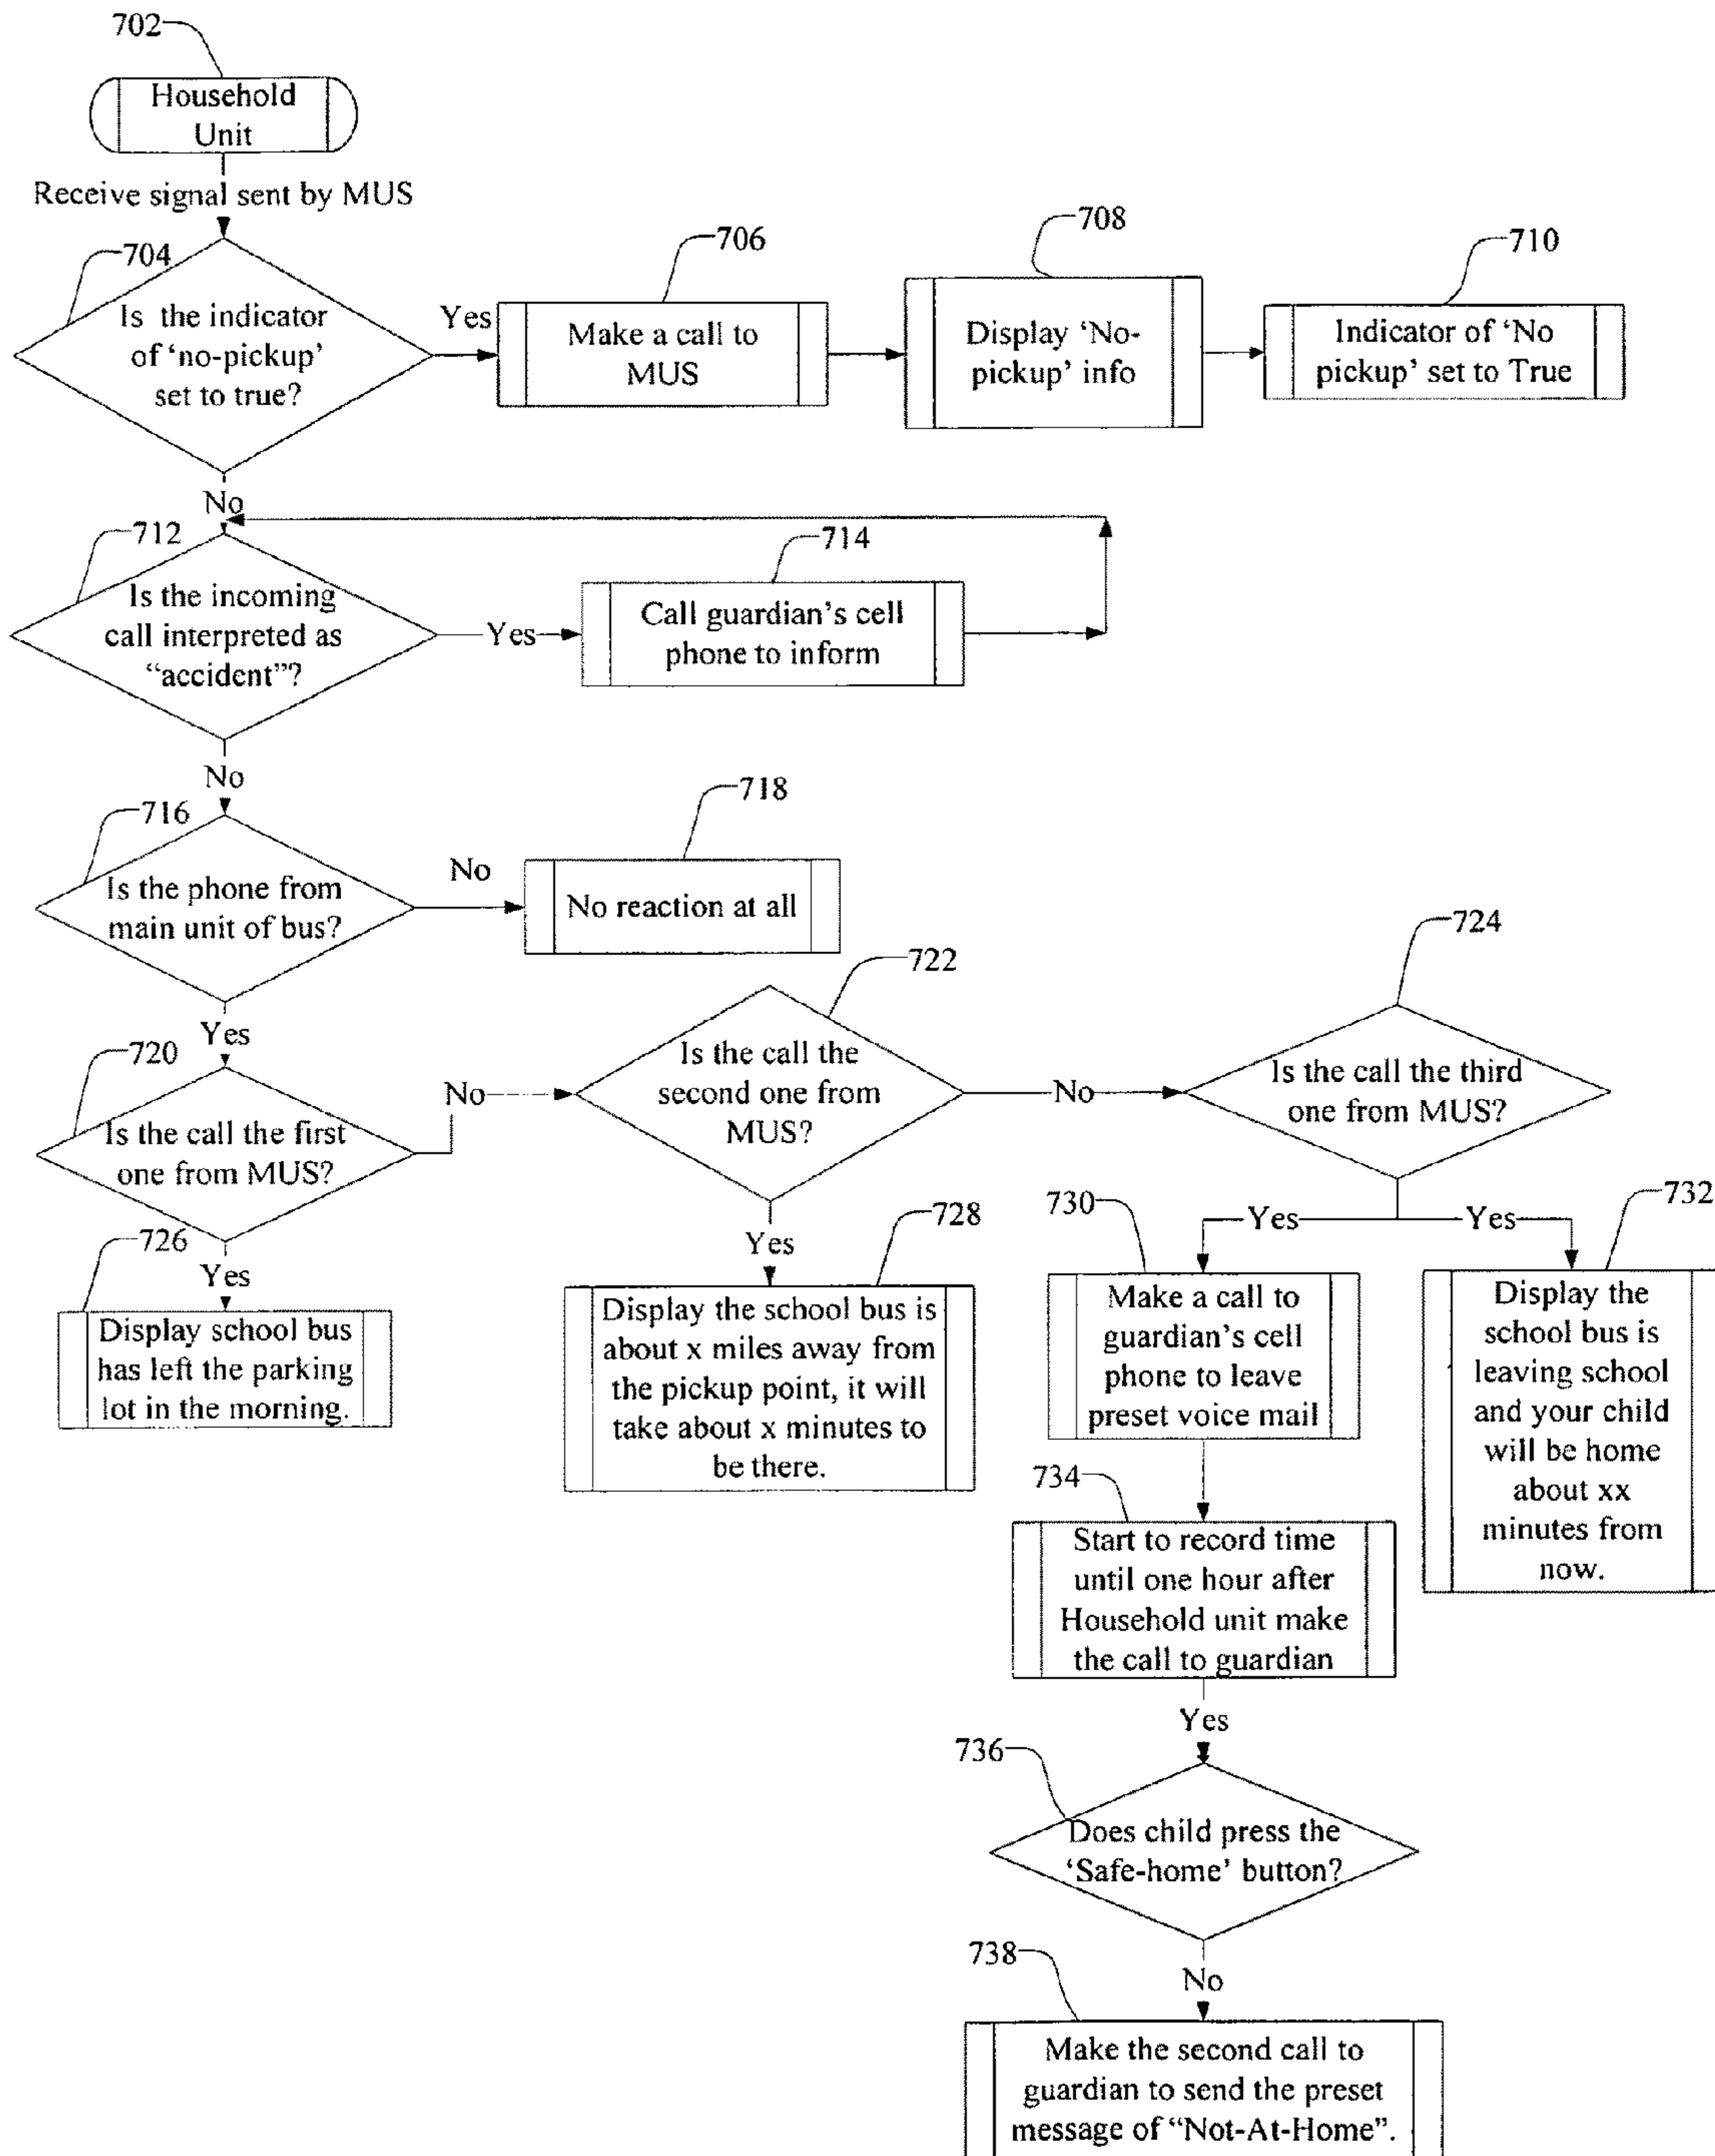 702
Household
Unit
Receive signal sent by MUS
704
Is the indicator
of ‘no-pickup’
set to true?
Yes
706
Make a call to
MUS
708
Display ‘No-
pickup’ info
710
Indicator of ‘No
pickup’ set to True
No
712
Is the incoming
call interpreted as
“accident”?
Yes
714
Call guardian’s cell
phone to inform
No
716
Is the phone from
main unit of bus?
No
718
No reaction at all
Yes
720
Is the call the first
one from MUS?
No
722
Is the call the
second one from
MUS?
No
724
Is the call the third
one from MUS?
Yes
726
Display school bus
has left the parking
lot in the morning.
Yes
728
Display the school bus is
about x miles away from
the pickup point, it will
take about x minutes to
be there.
Yes
730
Make a call to
guardian’s cell
phone to leave
preset voice mail
Yes
732
Display the
school bus is
leaving school
and your child
will be home
about xx
minutes from
now.
734
Start to record time
until one hour after
Household unit make
the call to guardian
Yes
736
Does child press the
‘Safe-home’ button?
No
738
Make the second call to
guardian to send the preset
message of “Not-At-Home”.